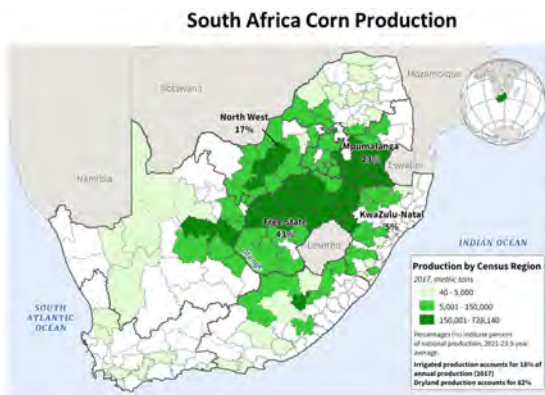 South Africa Corn Production
Mozambique
Botswana
North West
17%
Mpumalanga
Eswatini
Namibia
KwaZulu-Natal
5%
Free State
43%
Lesotho
Orange
INDIAN OCEAN
SOUTH
ATLANTIC
OCEAN
Production by Census Region
2017, metric tons
40 - 5,000
5,001 - 150,000
150,001 - 728,140
Percentages (%) indicate percent
of national production, 2021-23,
average.
Irrigated production accounts for 18% of
annual production (2017)
Dryland production accounts for 82%